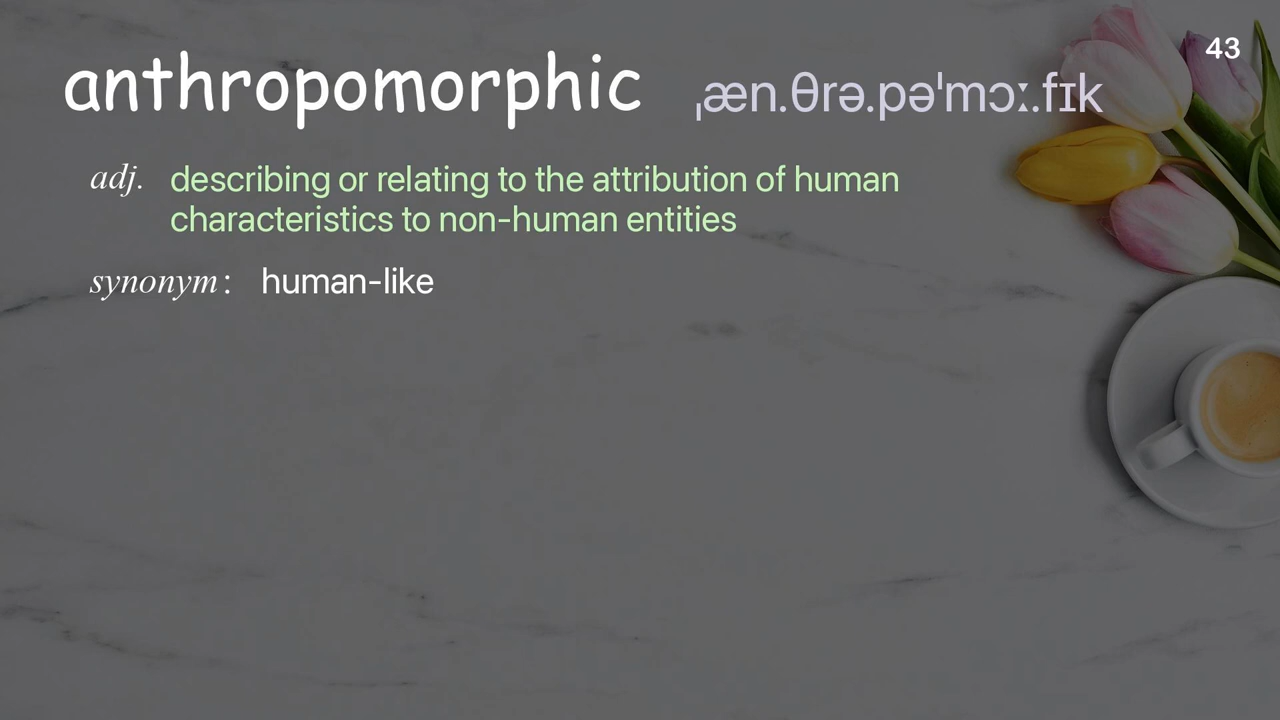 43
anthropomorphic ˌæn.θrə.pəˈmɔː.fɪk
adj. describing or relating to the attribution of human
characteristics to non-human entities
synonym: human-like